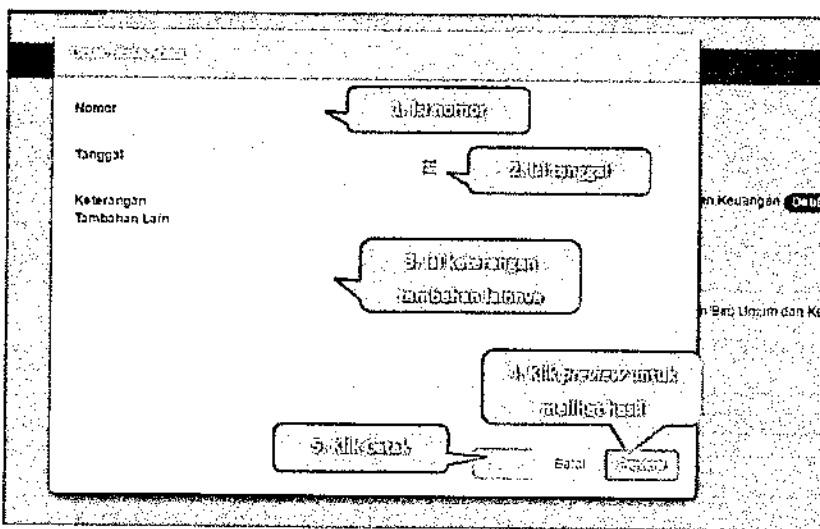 Nomor
1. Isi nomor
Tanggal
2. Isi tanggal
Keterangan
Tambahan Lain
3. Isi keterangan
tambahan lainnya
n Keuangan
Umum dan Ke
4. Klik preview untuk
melihat hasil
5. Klik cetak
Batal
Preview